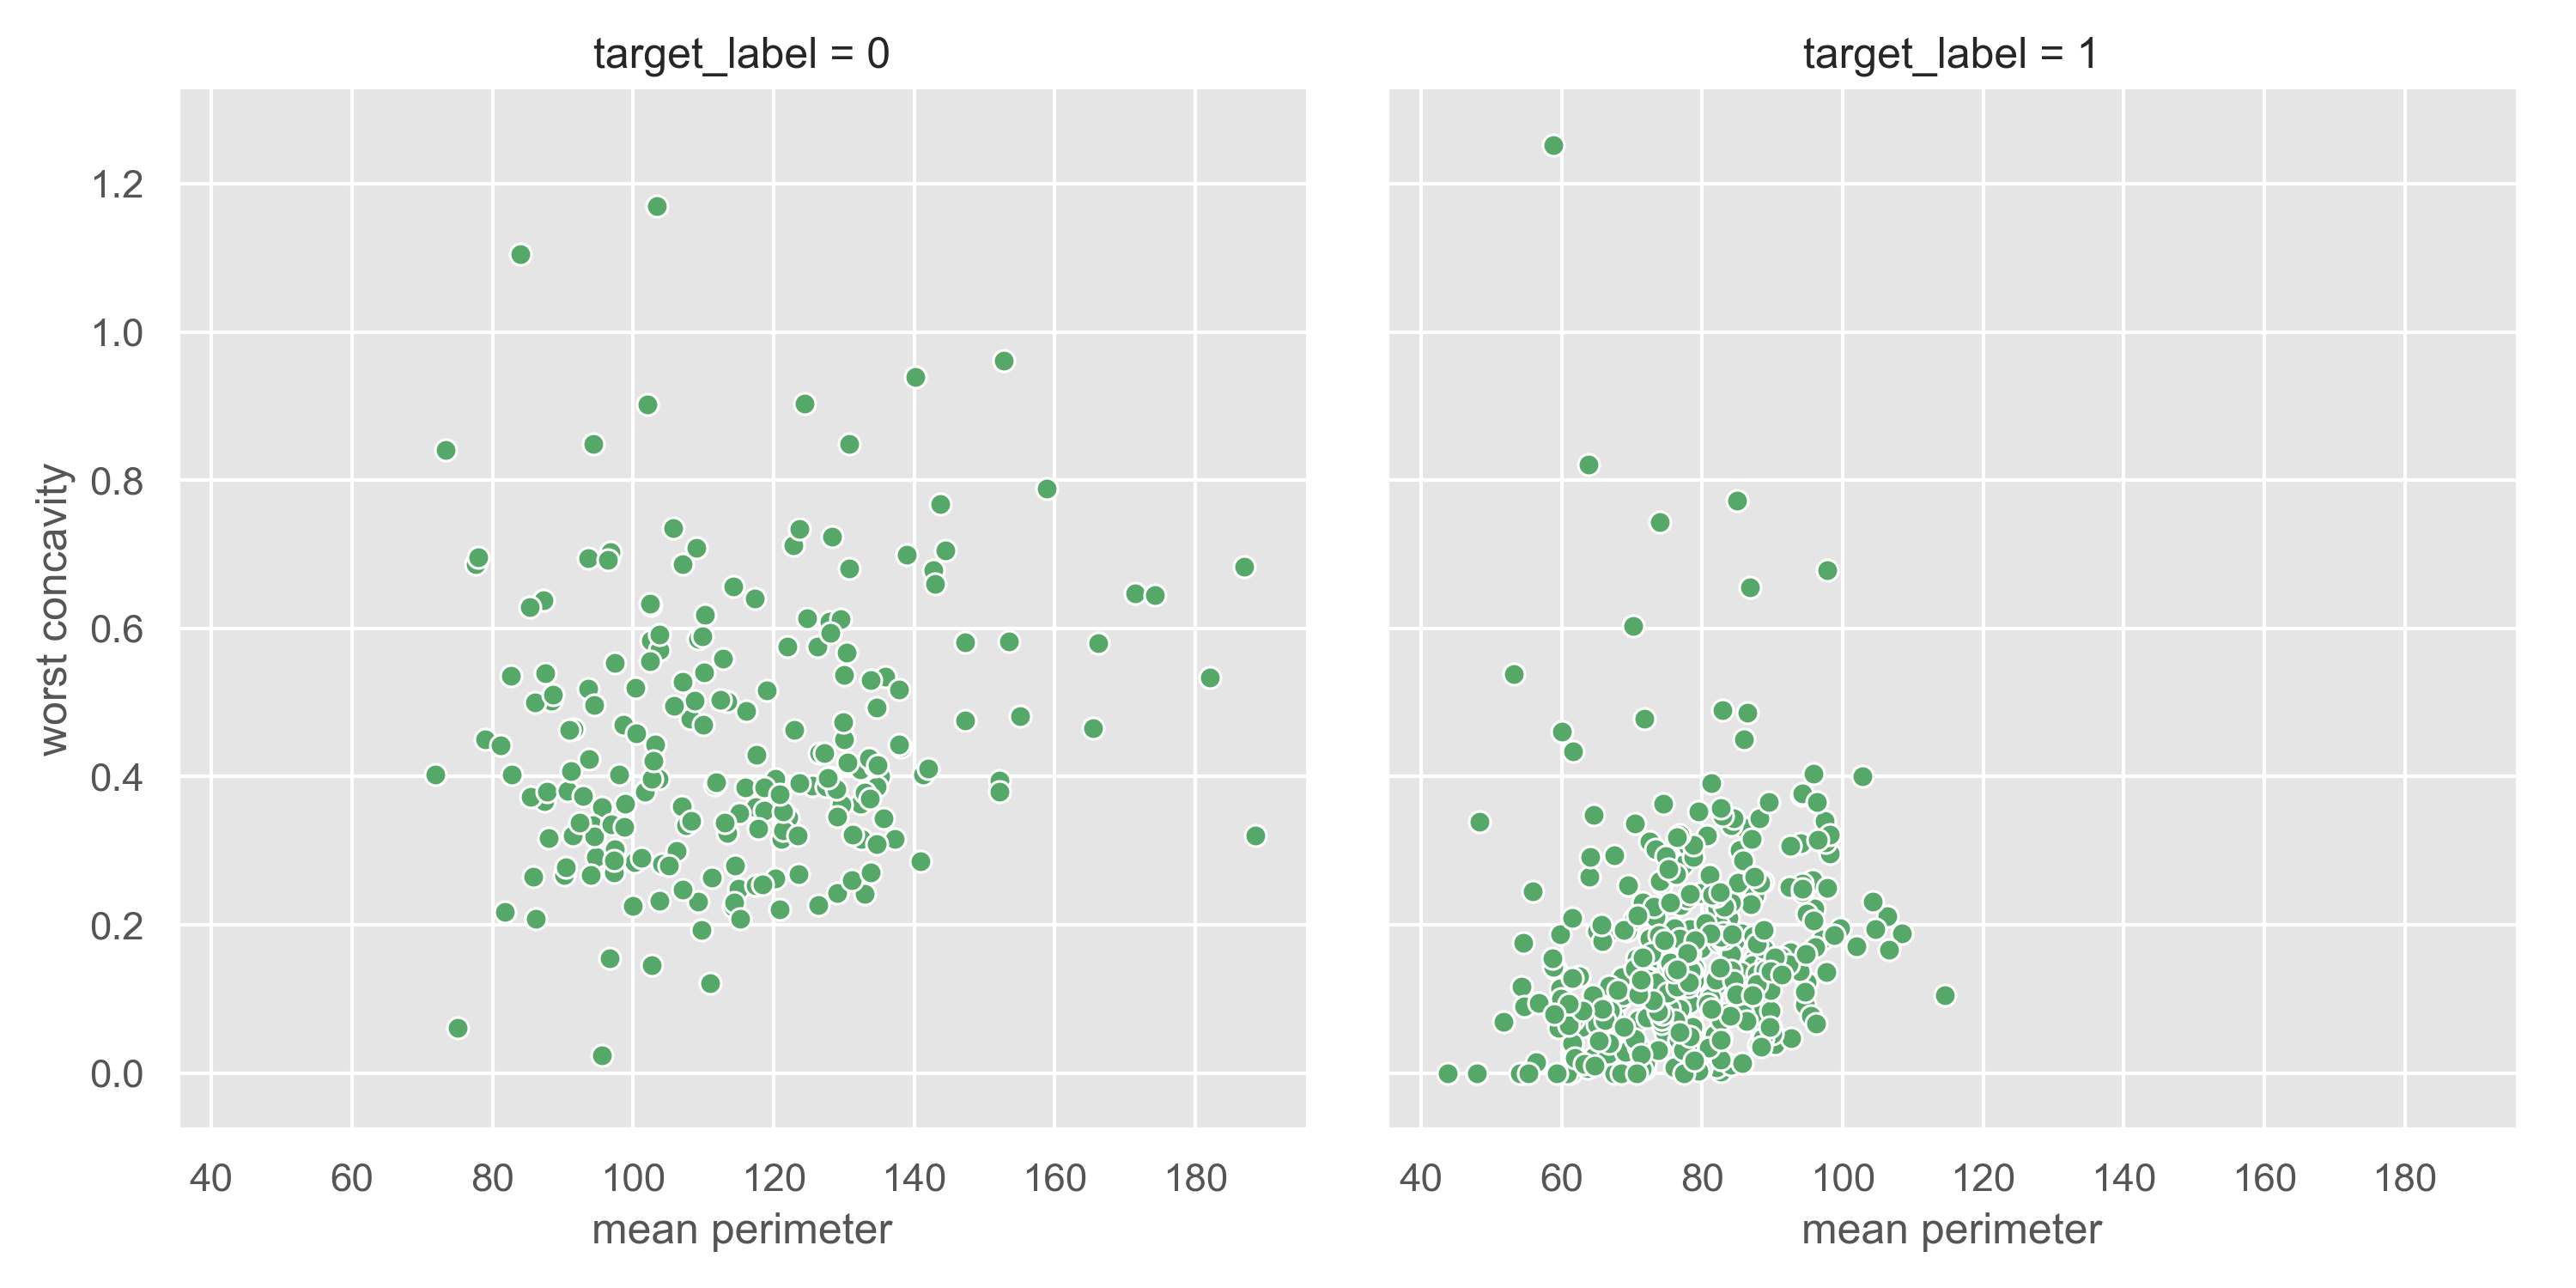 target_label = 0
target_label = 1
worst concavity
1.2
1.0
0.8
0.6
0.4
0.2
0.0
40 60 80 100 120 140 160 180
40 60 80 100 120 140 160 180
mean perimeter
mean perimeter